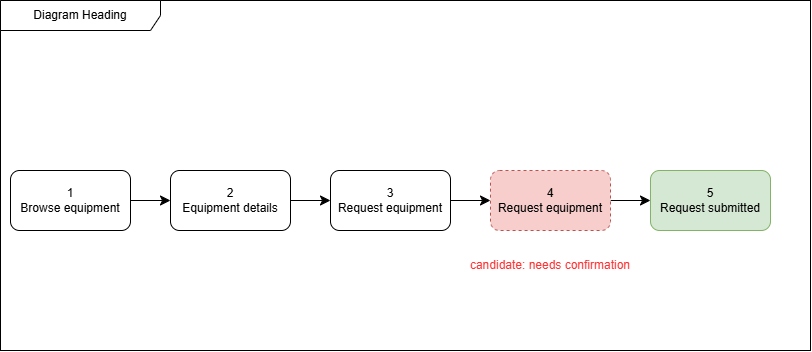 Diagram Heading
1
Browse equipment
2
Equipment details
3
Request equipment
4
Request equipment
5
Request submitted
candidate: needs confirmation